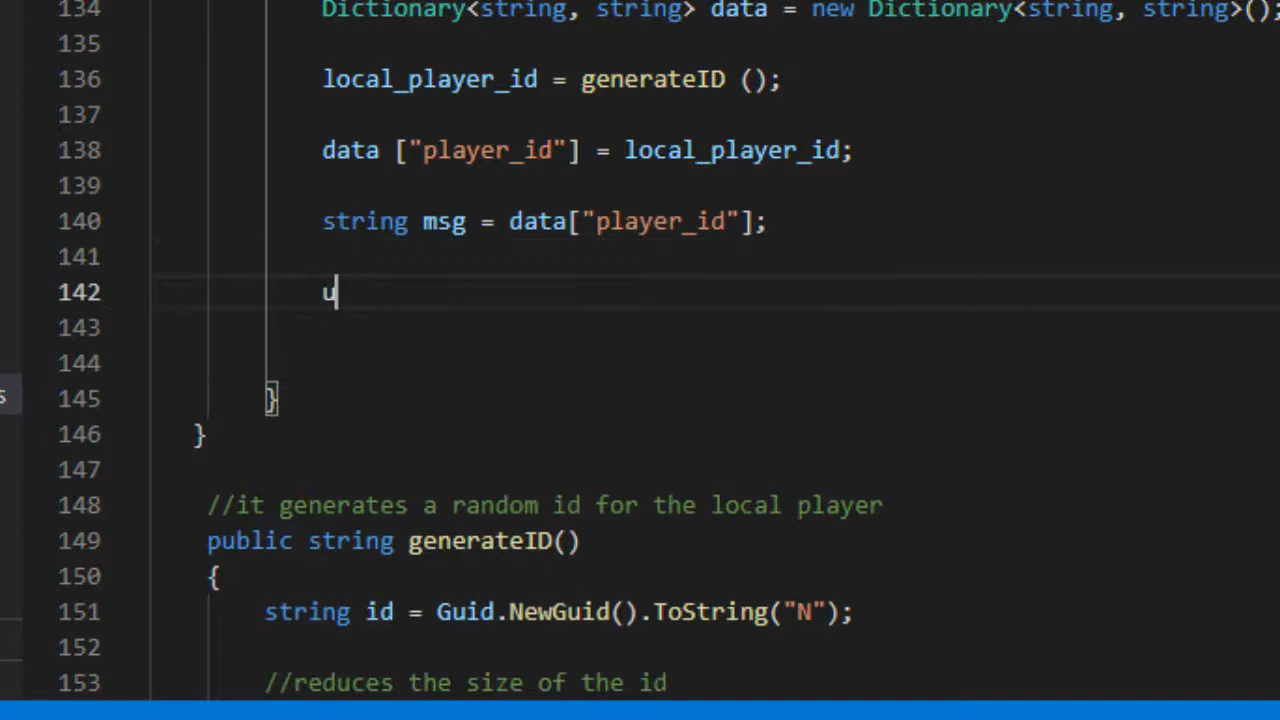 134 Dictionary<string, string> data = new Dictionary<string, string>();
135
136 local_player_id = generateID ();
137
138 data ["player_id"] = local_player_id;
139
140 string msg = data["player_id"];
141
142 u
143
144
145 }
146 }
147
148 //it generates a random id for the local player
149 public string generateID()
150 {
151 string id = Guid.NewGuid().ToString("N");
152
153 //reduces the size of the id